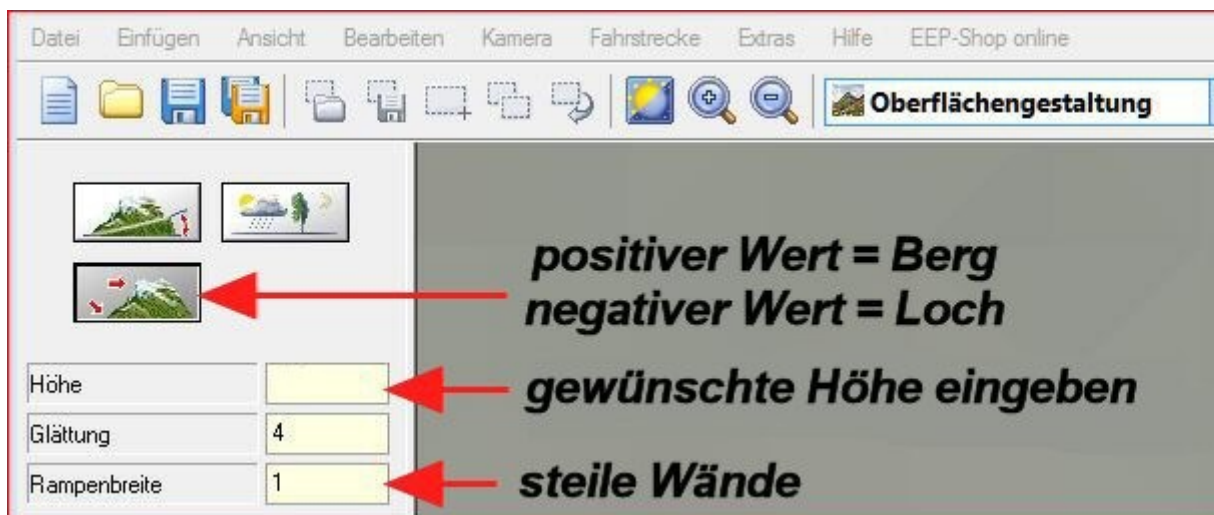 Datei Einfügen Ansicht Bearbeiten Kamera Fahrstrecke Extras Hilfe EEP-Shop online
Oberflächengestaltung
positiver Wert = Berg
negativer Wert = Loch
Höhe
gewünschte Höhe eingeben
Glättung 4
Rampenbreite 1
steile Wände